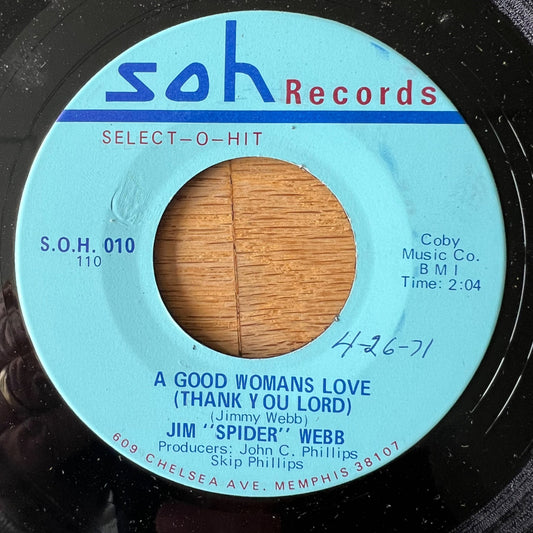 soh Records
SELECT-O-HIT
S.O.H. 010
110
Coby
Music Co.
B M I
Time: 2:04
4-26-71
A GOOD WOMANS LOVE
(THANK YOU LORD)
(Jimmy Webb)
JIM "SPIDER" WEBB
Producers: John C. Phillips
Skip Phillips
609 CHELSEA AVE. MEMPHIS 38107